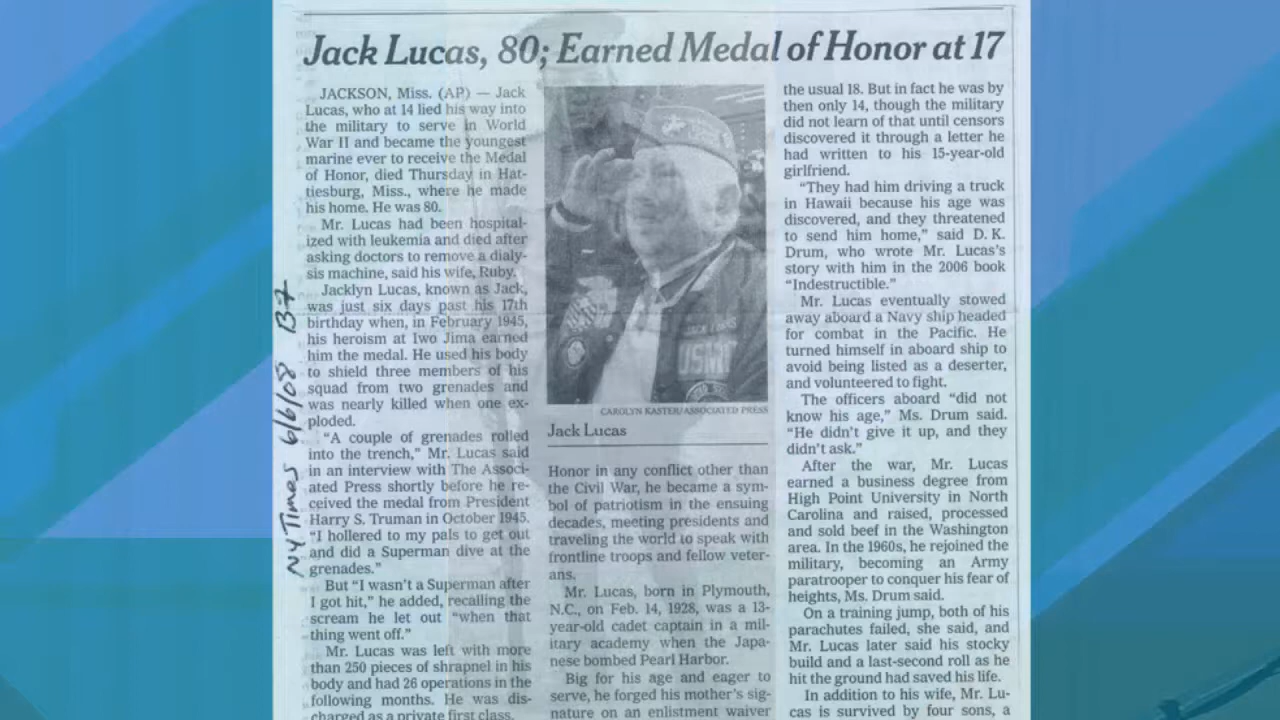 Jack Lucas, 80; Earned Medal of Honor at 17
JACKSON, Miss. (AP) — Jack
Lucas, who at 14 lied his way into
the military to serve in World
War II and became the youngest
marine ever to receive the Medal
of Honor, died Thursday in Hat-
tiesburg, Miss., where he made
his home. He was 80.
Mr. Lucas had been hospital-
ized with leukemia and died after
asking doctors to remove a dialy-
sis machine, said his wife, Ruby.
Jacklyn Lucas, known as Jack,
was just six days past his 17th
birthday when, in February 1945,
his heroism at Iwo Jima earned
him the medal. He used his body
to shield three members of his
squad from two grenades and
was nearly killed when one ex-
ploded.
“A couple of grenades rolled
into the trench,” Mr. Lucas said
in an interview with The Associ-
ated Press shortly before he re-
ceived the medal from President
Harry S. Truman in October 1945.
“I hollered to my pals to get out
and did a Superman dive at the
grenades.”
But “I wasn’t a Superman after
I got hit,” he added, recalling the
scream he let out “when that
thing went off.”
Mr. Lucas was left with more
than 250 pieces of shrapnel in his
body and had 26 operations in the
following months. He was dis-
charged as a private first class.
NY Times 6/6/08 B7
JACK LUCAS
USMC
CAROLYN KASTER/ASSOCIATED PRESS
Jack Lucas
Honor in any conflict other than
the Civil War, he became a sym-
bol of patriotism in the ensuing
decades, meeting presidents and
traveling the world to speak with
frontline troops and fellow veter-
ans.
Mr. Lucas, born in Plymouth,
N.C., on Feb. 14, 1928, was a 13-
year-old cadet captain in a mil-
itary academy when the Japa-
nese bombed Pearl Harbor.
Big for his age and eager to
serve, he forged his mother’s sig-
nature on an enlistment waiver
the usual 18. But in fact he was by
then only 14, though the military
did not learn of that until censors
discovered it through a letter he
had written to his 15-year-old
girlfriend.
“They had him driving a truck
in Hawaii because his age was
discovered, and they threatened
to send him home,” said D. K.
Drum, who wrote Mr. Lucas’s
story with him in the 2006 book
“Indestructible.”
Mr. Lucas eventually stowed
away aboard a Navy ship headed
for combat in the Pacific. He
turned himself in aboard ship to
avoid being listed as a deserter,
and volunteered to fight.
The officers aboard “did not
know his age,” Ms. Drum said.
“He didn’t give it up, and they
didn’t ask.”
After the war, Mr. Lucas
earned a business degree from
High Point University in North
Carolina and raised, processed
and sold beef in the Washington
area. In the 1960s, he rejoined the
military, becoming an Army
paratrooper to conquer his fear of
heights, Ms. Drum said.
On a training jump, both of his
parachutes failed, she said, and
Mr. Lucas later said his stocky
build and a last-second roll as he
hit the ground had saved his life.
In addition to his wife, Mr. Lu-
cas is survived by four sons, a